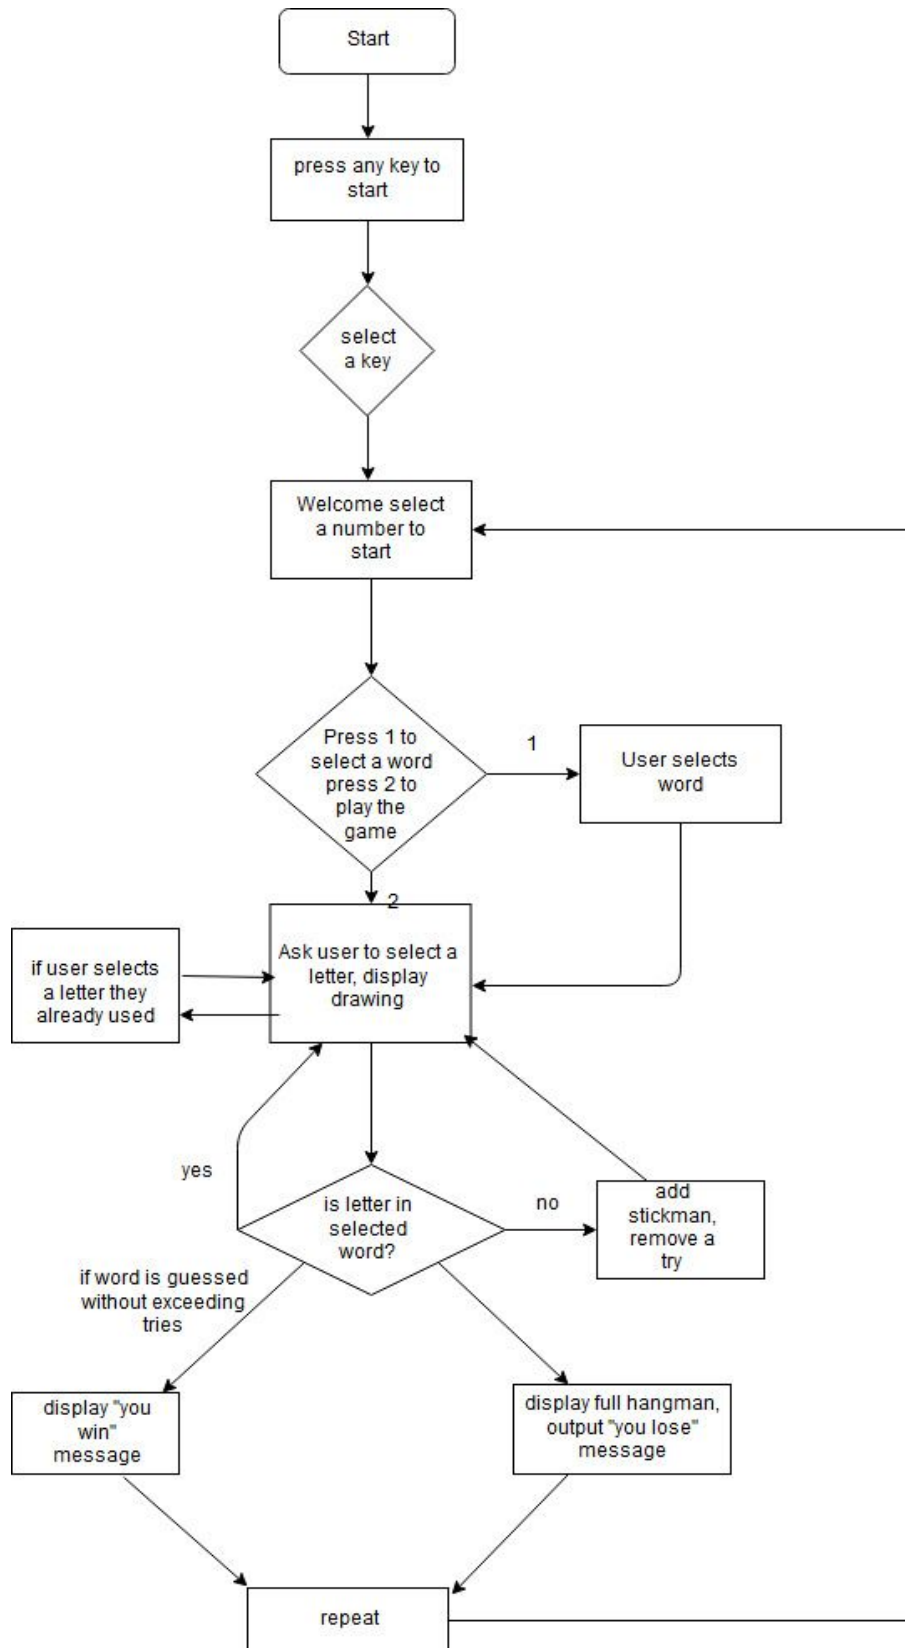 Start
press any key to
start
select
a key
Welcome select
a number to
start
Press 1 to
select a word
press 2 to
play the
game
1
User selects
word
2
if user selects
a letter they
already used
Ask user to select a
letter, display
drawing
yes
is letter in
selected
word?
no
add
stickman,
remove a
try
if word is guessed
without exceeding
tries
display "you
win"
message
display full hangman,
output "you lose"
message
repeat